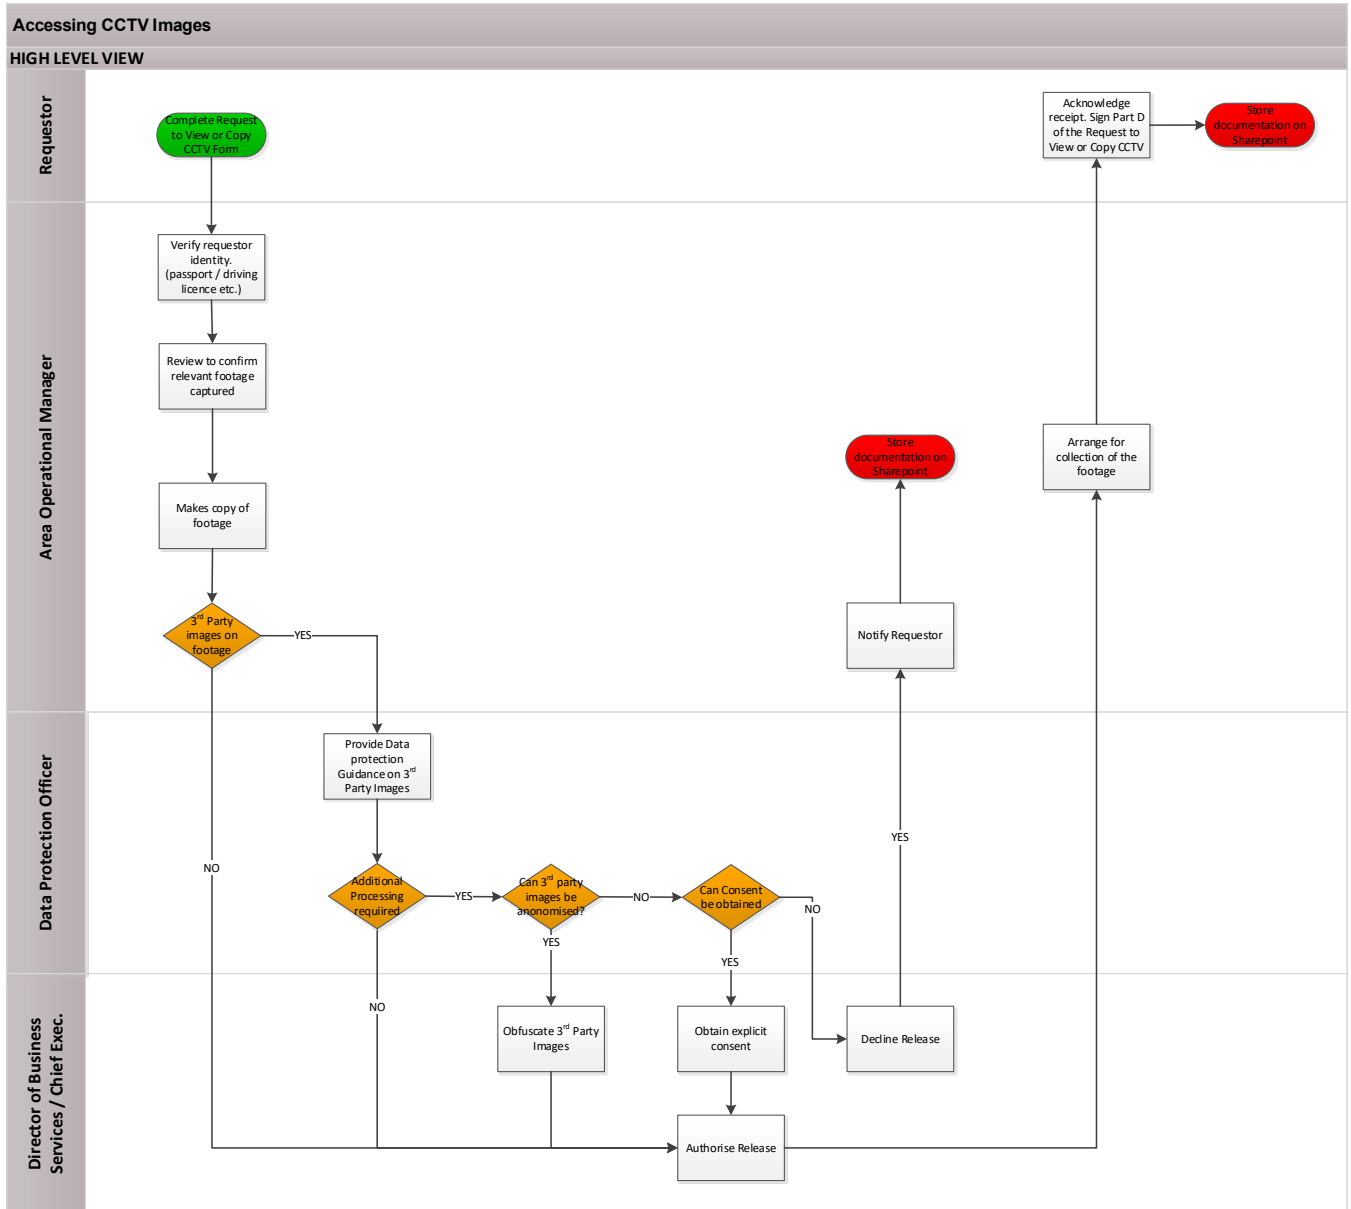 Accessing CCTV Images
HIGH LEVEL VIEW
Requestor
Complete Request
to View or Copy
CCTV Form
Acknowledge
receipt. Sign Part D
of the Request to
View or Copy CCTV
Store
documentation on
Sharepoint
Area Operational Manager
Verify requestor
identity.
(passport / driving
licence etc.)
Review to confirm
relevant footage
captured
Makes copy of
footage
3rd Party
images on
footage
YES
NO
Store
documentation on
Sharepoint
Notify Requestor
Arrange for
collection of the
footage
Data Protection Officer
Provide Data
protection
Guidance on 3rd
Party Images
Additional
Processing
requiired
YES
NO
Can 3rd party
images be
anonomised?
NO
YES
Can Consent
be obtained
NO
YES
YES
Director of Business
Services / Chief Exec.
Obfuscate 3rd Party
Images
Obtain explicit
consent
Decline Release
Authorise Release